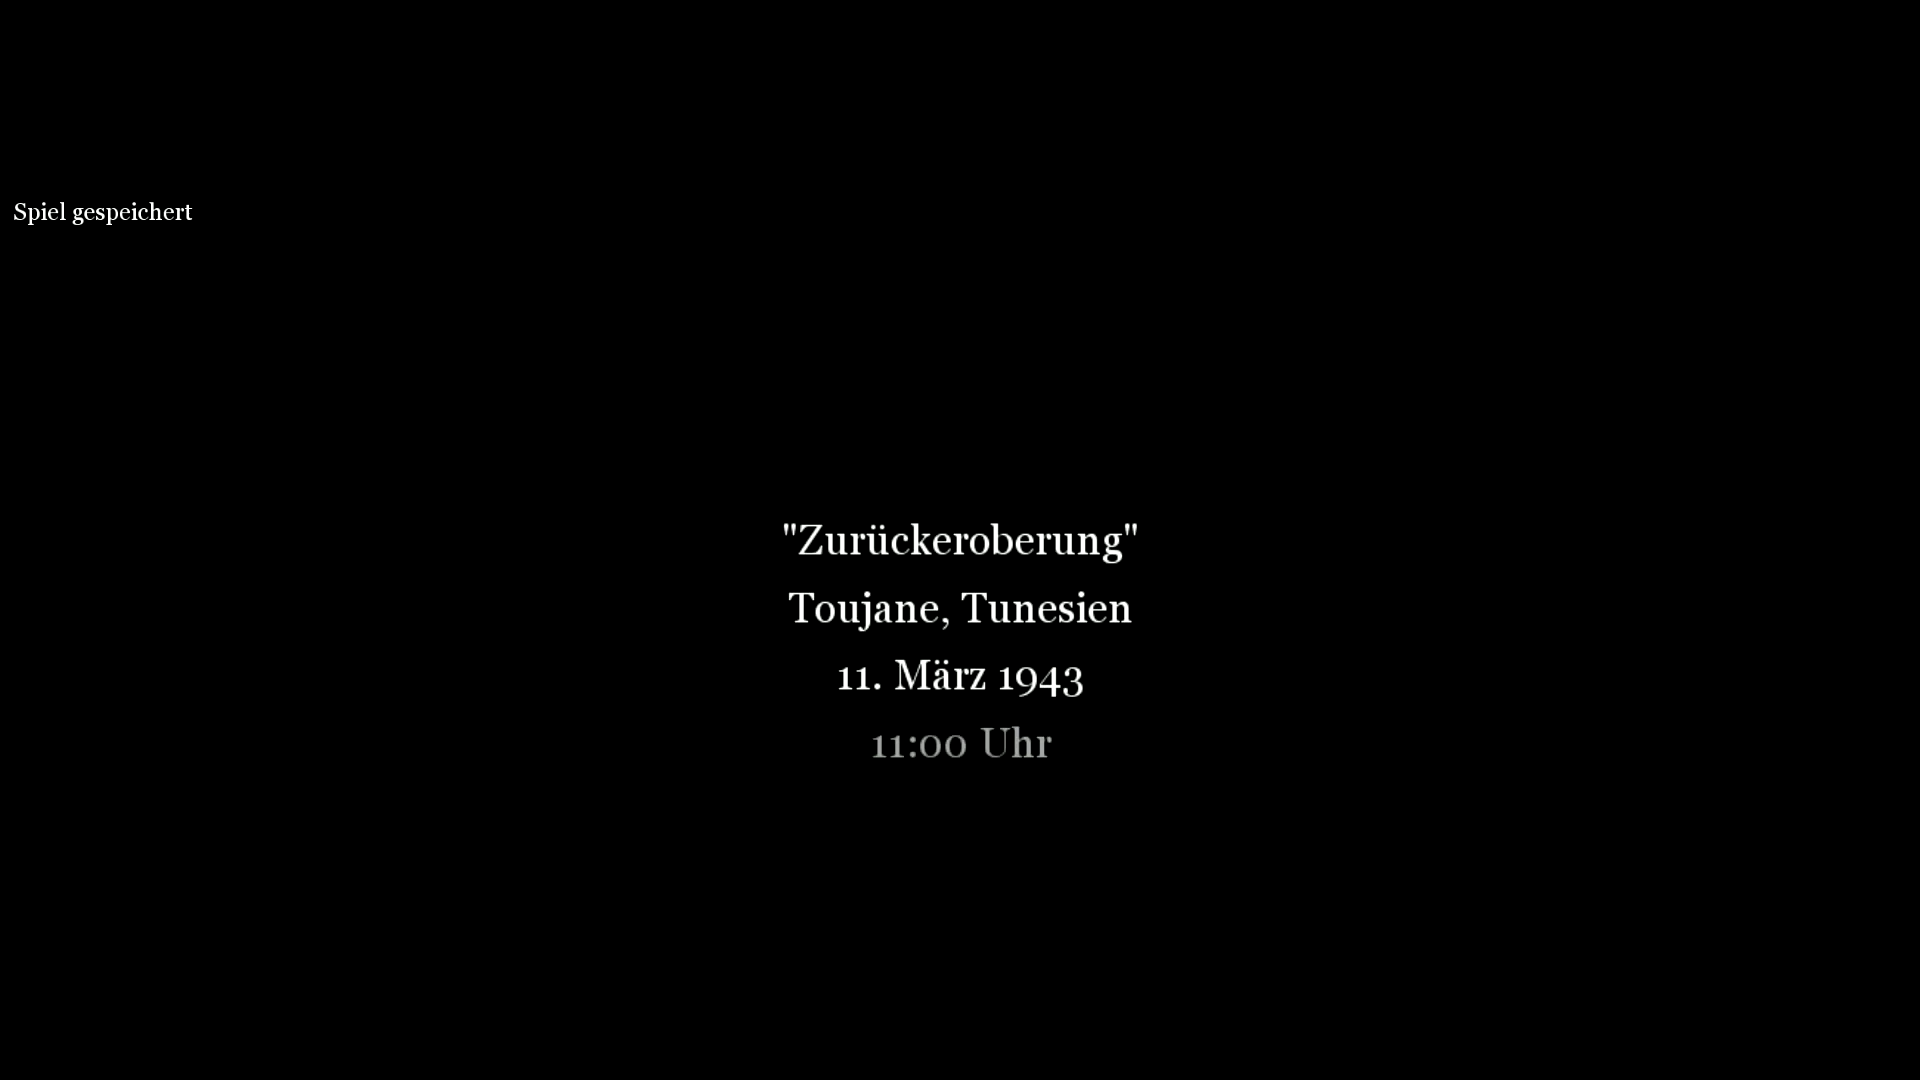 Spiel gespeichert
"Zurückeroberung"
Toujane, Tunesien
11. März 1943
11:00 Uhr